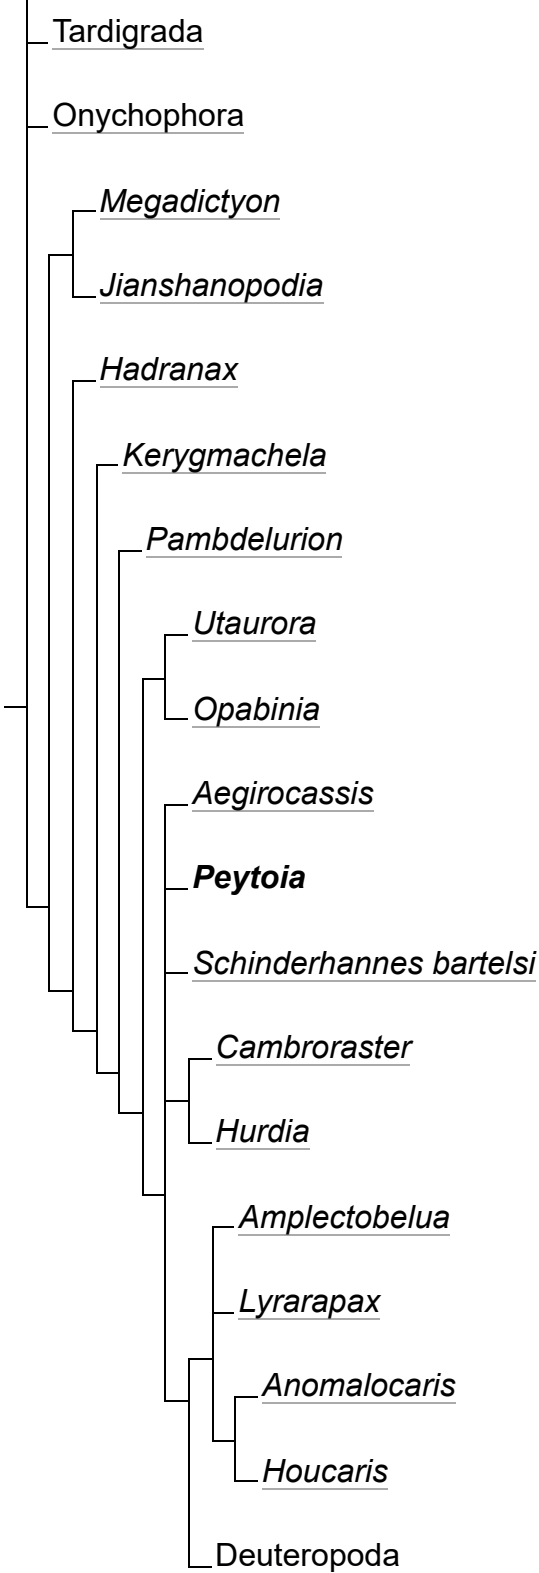 Tardigrada
Onychophora
Megadictyon
Jianshanopodia
Hadranax
Kerygmachela
Pambdelurion
Utaurora
Opabinia
Aegirocassis
Peytoia
Schinderhannes bartelsi
Cambroraster
Hurdia
Amplectobelua
Lyrarapax
Anomalocaris
Houcaris
Deuteropoda